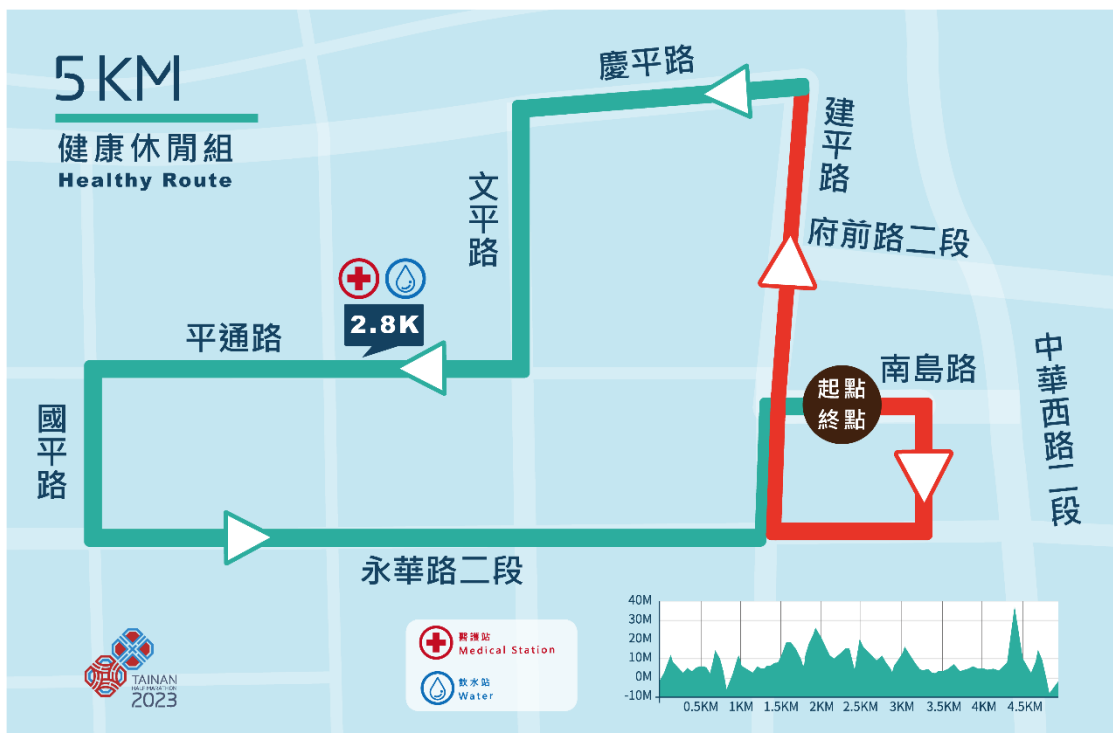 5KM
健康休閒組
Healthy Route
慶平路
建平路
文平路
府前路二段
2.8K
平通路
南島路
起點
終點
中華西路二段
國平路
永華路二段
TAINAN
HALF MARATHON
2023
醫護站
Medical Station
飲水站
Water
40M
30M
20M
10M
0M
-10M
0.5KM 1KM 1.5KM 2KM 2.5KM 3KM 3.5KM 4KM 4.5KM